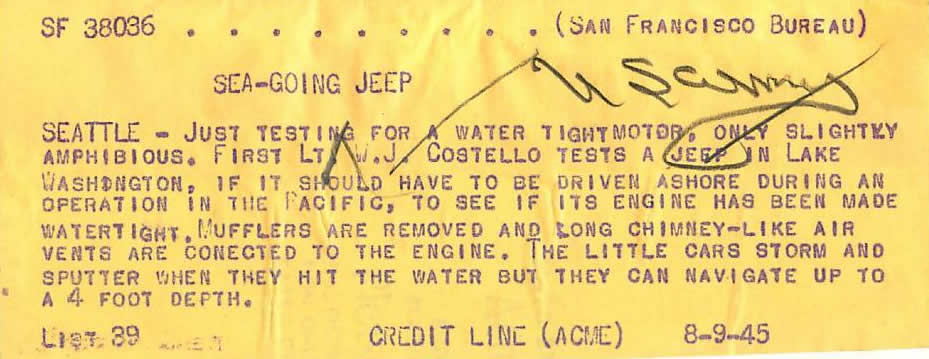 SF 38036 . . . . . . . . . . (SAN FRANCISCO BUREAU)
U S Army
SEA-GOING JEEP
SEATTLE - JUST TESTING FOR A WATER TIGHTMOTOR, ONLY SLIGHTKY
AMPHIBIOUS. FIRST LT. W.J. COSTELLO TESTS A JEEP IN LAKE
WASHINGTON, IF IT SHOULD HAVE TO BE DRIVEN ASHORE DURING AN
OPERATION IN THE PACIFIC, TO SEE IF ITS ENGINE HAS BEEN MADE
WATERTIGHT. MUFFLERS ARE REMOVED AND LONG CHIMNEY-LIKE AIR
VENTS ARE CONECTED TO THE ENGINE. THE LITTLE CARS STORM AND
SPUTTER WHEN THEY HIT THE WATER BUT THEY CAN NAVIGATE UP TO
A 4 FOOT DEPTH.
LIST 39 CREDIT LINE (ACME) 8-9-45